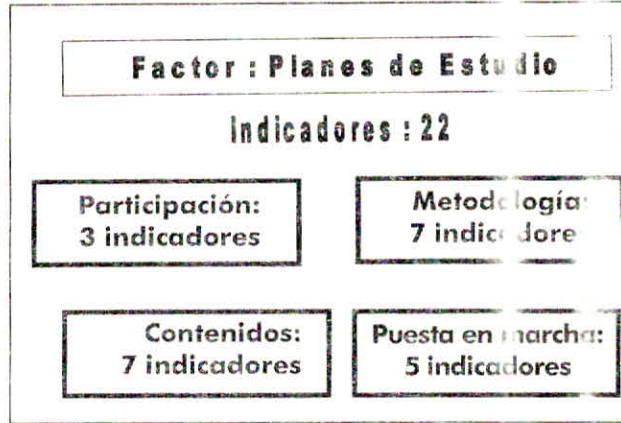 Factor : Planes de Estudio
Indicadores : 22
Participación:
3 indicadores
Metodología:
7 indicadores
Contenidos:
7 indicadores
Puesta en marcha:
5 indicadores